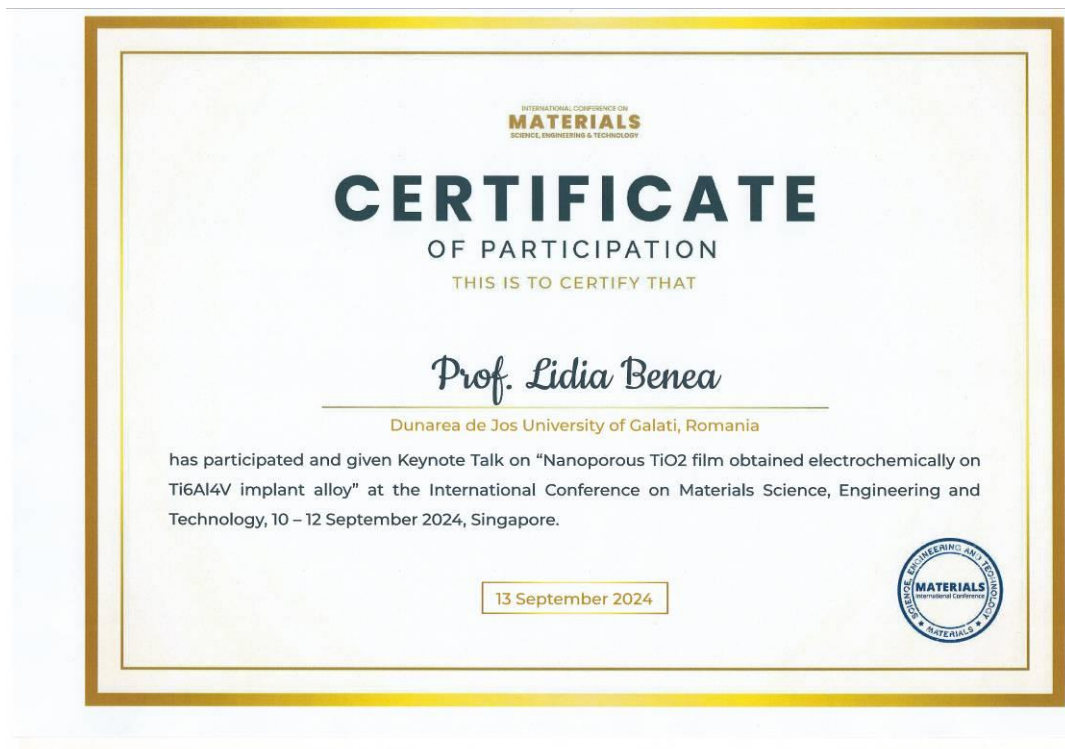 INTERNATIONAL CONFERENCE ON
MATERIALS
SCIENCE, ENGINEERING & TECHNOLOGY
CERTIFICATE
OF PARTICIPATION
THIS IS TO CERTIFY THAT
Prof. Lidia Benea
Dunarea de Jos University of Galati, Romania
has participated and given Keynote Talk on “Nanoporous TiO2 film obtained electrochemically on
Ti6Al4V implant alloy” at the International Conference on Materials Science, Engineering and
Technology, 10 – 12 September 2024, Singapore.
13 September 2024
SCIENCE, ENGINEERING AND TECHNOLOGY
MATERIALS
International Conference
MATERIALS